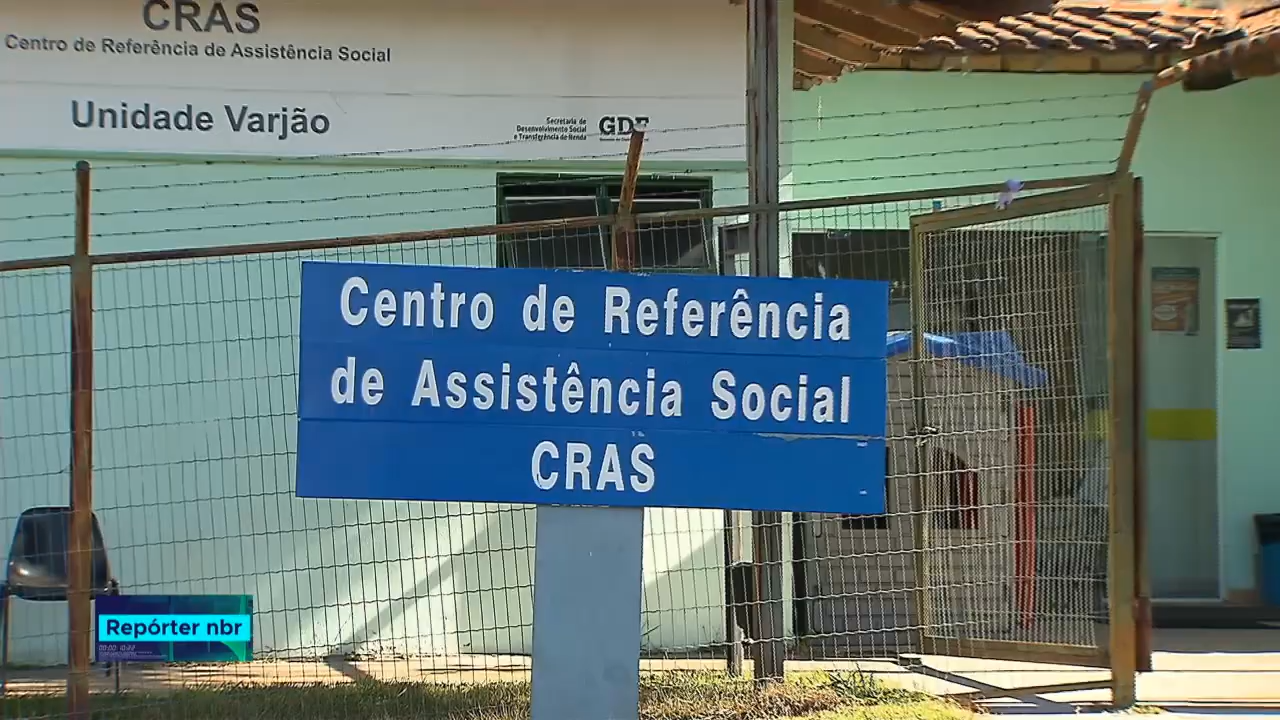 CRAS
Centro de Referência de Assistência Social
Unidade Varjão
Secretaria de
Desenvolvimento Social
e Transferência de Renda
GDF
Centro de Referência
de Assistência Social
CRAS
Repórter nbr